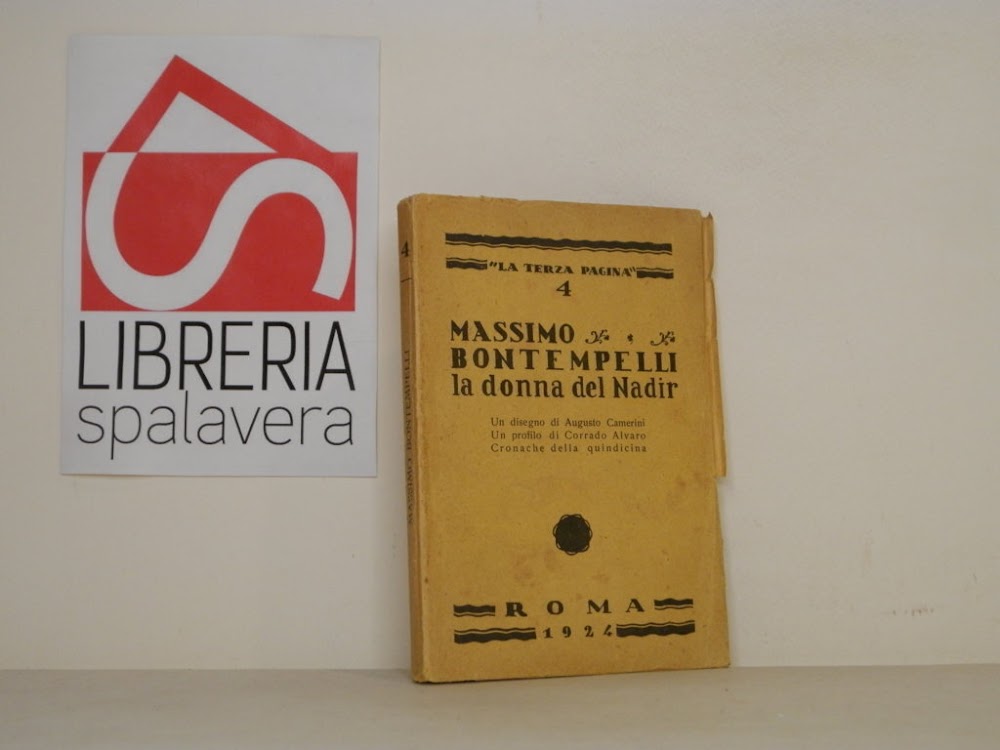 LIBRERIA
spalavera
4
MASSIMO BONTEMPELLI
"LA TERZA PAGINA"
4
MASSIMO
BONTEMPELLI
la donna del Nadir
Un disegno di Augusto Camerini
Un profilo di Corrado Alvaro
Cronache della quindicina
ROMA
1924